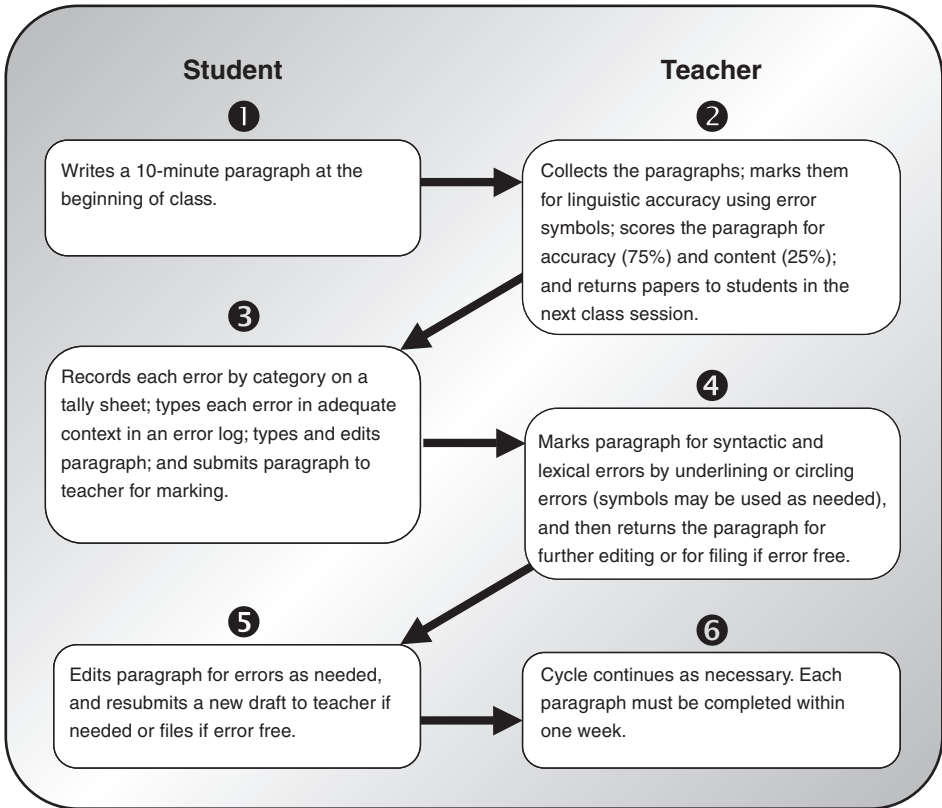 Student
Teacher
1
Writes a 10-minute paragraph at the
beginning of class.
2
Collects the paragraphs; marks them
for linguistic accuracy using error
symbols; scores the paragraph for
accuracy (75%) and content (25%);
and returns papers to students in the
next class session.
3
Records each error by category on a
tally sheet; types each error in adequate
context in an error log; types and edits
paragraph; and submits paragraph to
teacher for marking.
4
Marks paragraph for syntactic and
lexical errors by underlining or circling
errors (symbols may be used as needed),
and then returns the paragraph for
further editing or for filing if error free.
5
Edits paragraph for errors as needed,
and resubmits a new draft to teacher if
needed or files if error free.
6
Cycle continues as necessary. Each
paragraph must be completed within
one week.